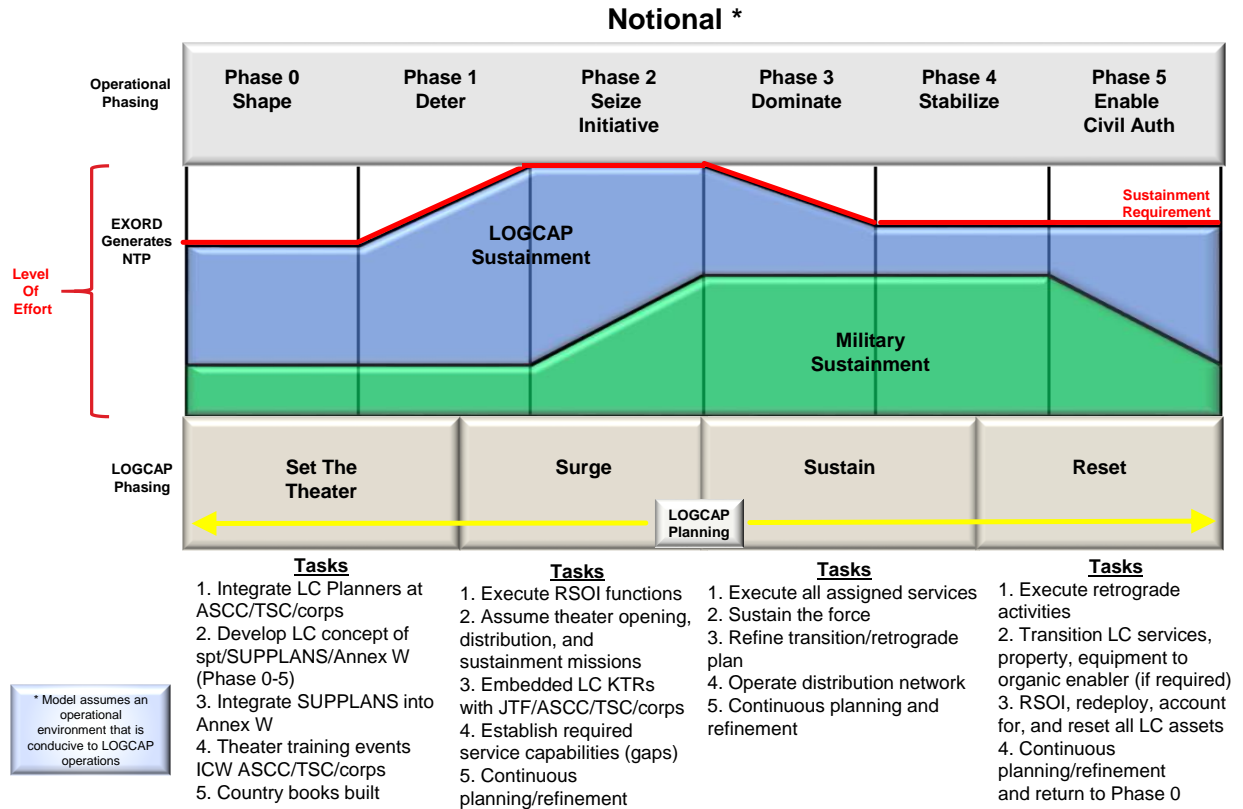 Notional *
Operational
Phasing
Phase 0
Shape
Phase 1
Deter
Phase 2
Seize
Initiative
Phase 3
Dominate
Phase 4
Stabilize
Phase 5
Enable
Civil Auth
Level
Of
Effort
EXORD
Generates
NTP
LOGCAP
Sustainment
Sustainment
Requirement
Military
Sustainment
LOGCAP
Phasing
Set The
Theater
Surge
Sustain
Reset
LOGCAP
Planning
Tasks
1. Integrate LC Planners at
ASCC/TSC/corps
2. Develop LC concept of
spt/SUPPLANS/Annex W
(Phase 0-5)
3. Integrate SUPPLANS into
Annex W
4. Theater training events
ICW ASCC/TSC/corps
5. Country books built
Tasks
1. Execute RSOI functions
2. Assume theater opening,
distribution, and
sustainment missions
3. Embedded LC KTRs
with JTF/ASCC/TSC/corps
4. Establish required
service capabilities (gaps)
5. Continuous
planning/refinement
Tasks
1. Execute all assigned services
2. Sustain the force
3. Refine transition/retrograde
plan
4. Operate distribution network
5. Continuous planning and
refinement
Tasks
1. Execute retrograde
activities
2. Transition LC services,
property, equipment to
organic enabler (if required)
3. RSOI, redeploy, account
for, and reset all LC assets
4. Continuous
planning/refinement
and return to Phase 0
* Model assumes an
operational
environment that is
conducive to LOGCAP
operations